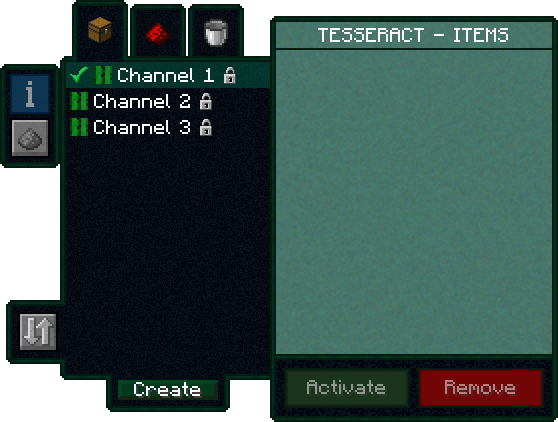 TESSERACT - ITEMS
i
Channel 1
Channel 2
Channel 3
Create
Activate
Remove